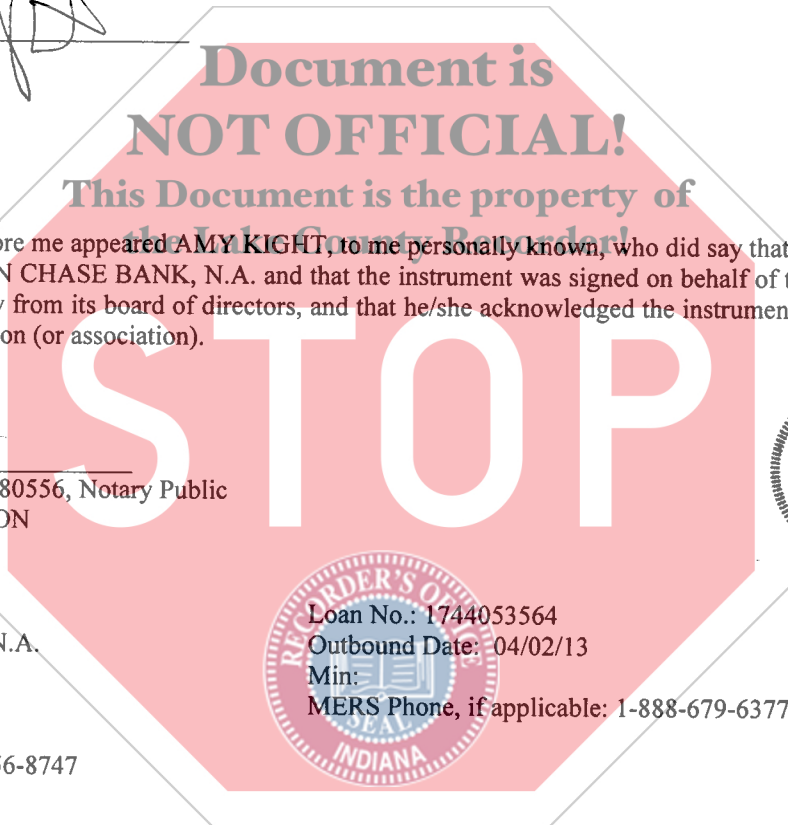 Document is
NOT OFFICIAL!
This Document is the property of
the Lake County Recorder!
ore me appeared AMY KIGHT, to me personally known, who did say that
N CHASE BANK, N.A. and that the instrument was signed on behalf of t
y from its board of directors, and that he/she acknowledged the instrumen
on (or association).
STOP
80556, Notary Public
ON
RECORDER'S OFFICE
Loan No.: 1744053564
N.A.
Outbound Date: 04/02/13
Min:
MERS Phone, if applicable: 1-888-679-6377
SEAL
INDIANA
56-8747